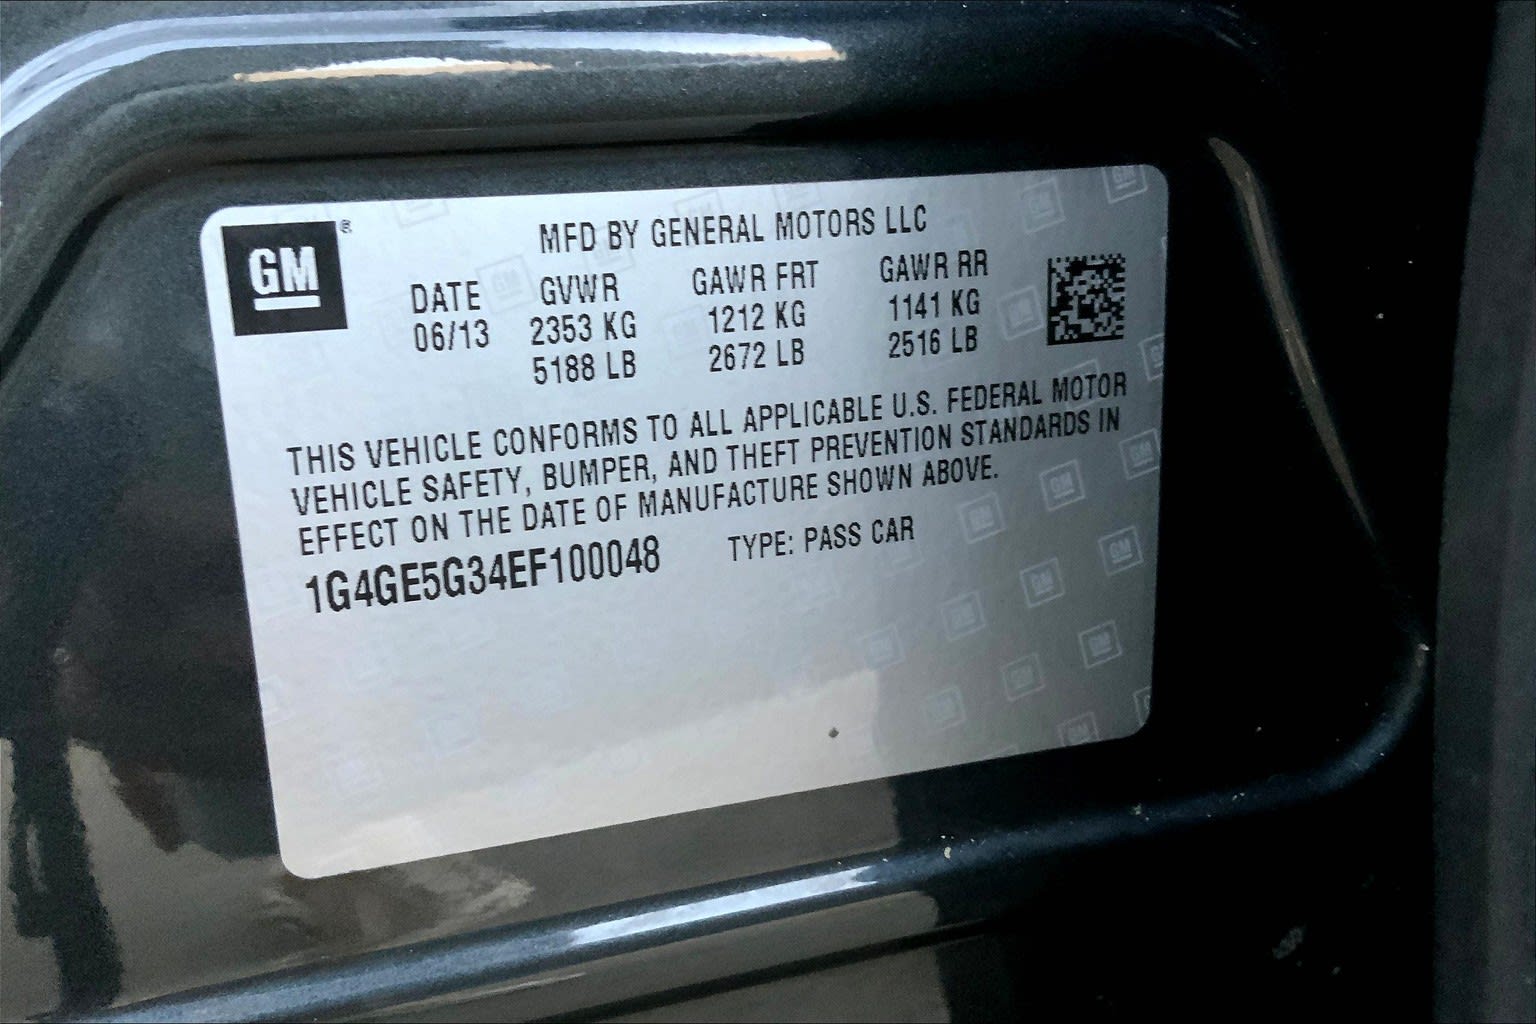 GM®
MFD BY GENERAL MOTORS LLC
DATE GVWR GAWR FRT GAWR RR
06/13 2353 KG 1212 KG 1141 KG
5188 LB 2672 LB 2516 LB
THIS VEHICLE CONFORMS TO ALL APPLICABLE U.S. FEDERAL MOTOR
VEHICLE SAFETY, BUMPER, AND THEFT PREVENTION STANDARDS IN
EFFECT ON THE DATE OF MANUFACTURE SHOWN ABOVE.
1G4GE5G34EF100048 TYPE: PASS CAR